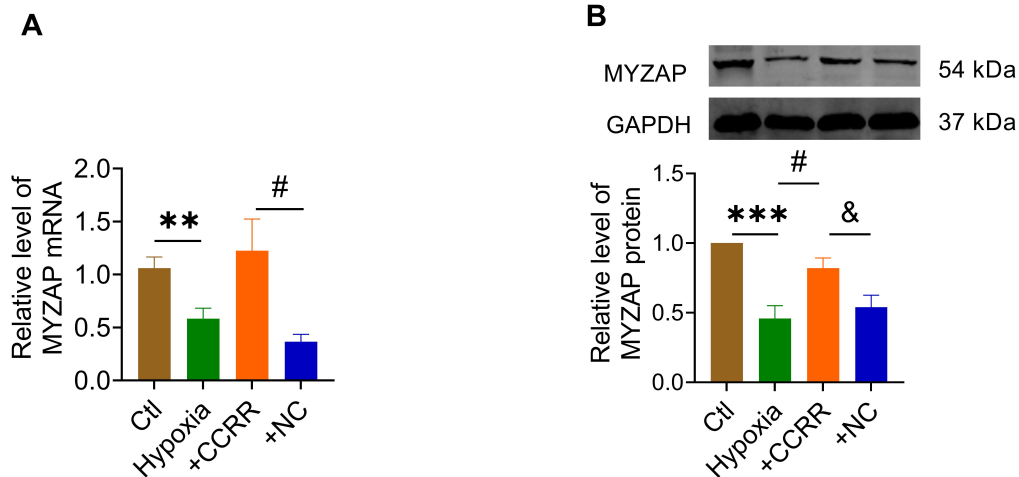 A
Relative level of
MYZAP mRNA
2.0
1.5
1.0
0.5
0.0
**
#
Ctl
Hypoxia
+CCRR
+NC
B
MYZAP
54 kDa
GAPDH
37 kDa
Relative level of
MYZAP protein
1.5
1.0
0.5
0.0
***
#
&
Ctl
Hypoxia
+CCRR
+NC